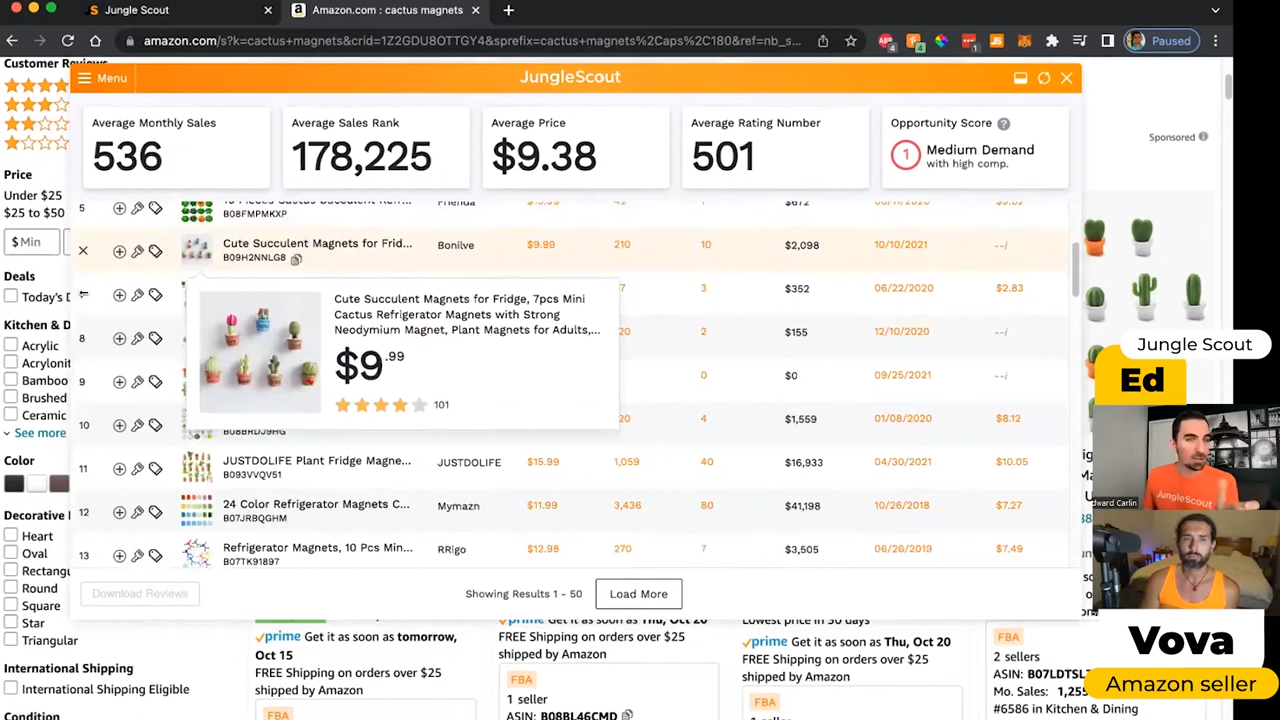 Jungle Scout
Amazon.com : cactus magnets
amazon.com/s?k=cactus+magnets&crid=1Z2GDU8OTTGY4&sprefix=cactus+magnets%2Caps%2C180&ref=nb_s...
Paused
Customer Reviews
Menu
JungleScout
Average Monthly Sales
536
Average Sales Rank
178,225
Average Price
$9.38
Average Rating Number
501
Opportunity Score
1
Medium Demand
with high comp.
Sponsored
Price
Under $25
$25 to $50
$ Min
Deals
Today's D
Kitchen & D
Acrylic
Acrylonit
Bamboo
Brushed
Ceramic
See more
Color
Decorative
Heart
Oval
Rectang
Round
Square
Star
Triangular
International Shipping
International Shipping Eligible
Condition
5
B08FMPMKXP
Cute Succulent Magnets for Frid...
B09H2NNLG8
Bonilve
$9.99
210
10
$2,098
10/10/2021
--
3
$352
06/22/2020
$2.83
8
2
$155
12/10/2020
9
0
$0
09/25/2021
--
10
4
$1,559
01/08/2020
$8.12
Cute Succulent Magnets for Fridge, 7pcs Mini
Cactus Refrigerator Magnets with Strong
Neodymium Magnet, Plant Magnets for Adults,...
$9.99
101
11
JUSTDOLIFE Plant Fridge Magne...
B093VVQV51
JUSTDOLIFE
$15.99
1,059
40
$16,933
04/30/2021
$10.05
12
24 Color Refrigerator Magnets C...
B07JRBQGHM
Mymazn
$11.99
3,436
80
$41,198
10/26/2018
$7.27
13
Refrigerator Magnets, 10 Pcs Min...
B07TK91897
RRigo
$12.98
270
7
$3,505
06/26/2019
$7.49
Download Reviews
Showing Results 1 - 50
Load More
prime Get it as soon as tomorrow,
Oct 15
FREE Shipping on orders over $25
shipped by Amazon
FBA
prime Get it as soon as Thu, Oct 20
FREE Shipping on orders over $25
shipped by Amazon
FBA
1 seller
ASIN: B08BL46CMD
Lowest price in 30 days
prime Get it as soon as Thu, Oct 20
FREE Shipping on orders over $25
shipped by Amazon
FBA
FBA
2 sellers
ASIN: B07LDTSL
Mo. Sales: 1,255
#6586 in Kitchen & Dining
Jungle Scout
Ed
JungleScout
dward Carlin
Vova
Amazon seller